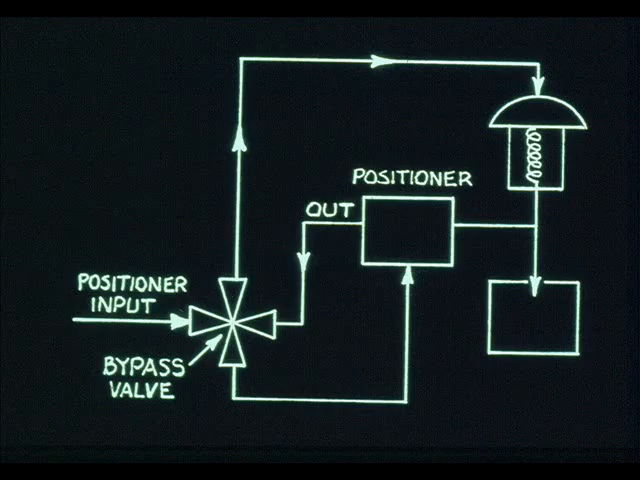 POSITIONER
OUT
POSITIONER
INPUT
BYPASS
VALVE